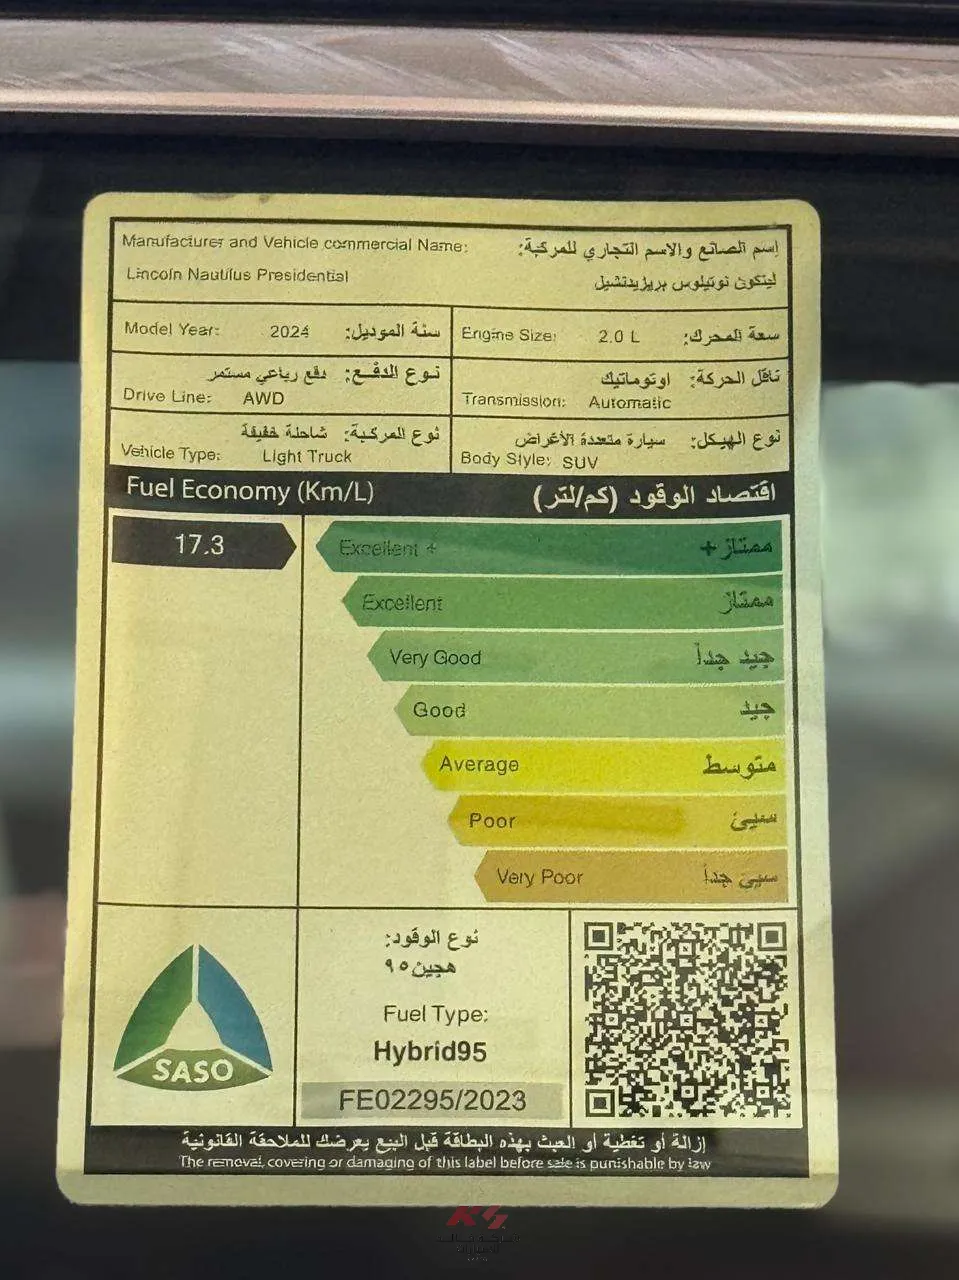 Manufacturer and Vehicle commercial Name: إسم الصانع والاسم التجاري للمركبة:
Lincoln Nautilus Presidential لينكون نوتيلوس بريزيدنشيل
Model Year: 2024 سنة الموديل:
Engine Size: 2.0 L سعة المحرك:
نوع الدفع: دفع رباعي مستمر
Drive Line: AWD
ناقل الحركة: اوتوماتيك
Transmission: Automatic
نوع المركبة: شاحلة خفيفة
Vehicle Type: Light Truck
نوع الهيكل: سيارة متعددة الأغراض
Body Style: SUV
Fuel Economy (Km/L) اقتصاد الوقود (كم/لتر)
17.3
Excellent + ممتاز +
Excellent ممتاز
Very Good جيد جداً
Good جيد
Average متوسط
Poor سيئ
Very Poor سيئ جداً
SASO
نوع الوقود:
هجين٩٥
Fuel Type:
Hybrid95
FE02295/2023
إزالة أو تغطية أو العبث بهذه البطاقة قبل البيع يعرضك للملاحقة القانونية
The removal, covering or damaging of this label before sale is punishable by law